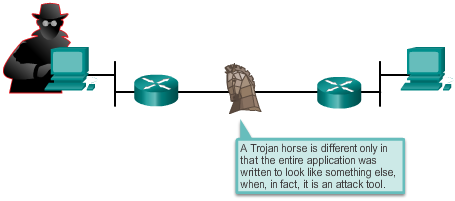 A Trojan horse is different only in
that the entire application was
written to look like something else,
when, in fact, it is an attack tool.